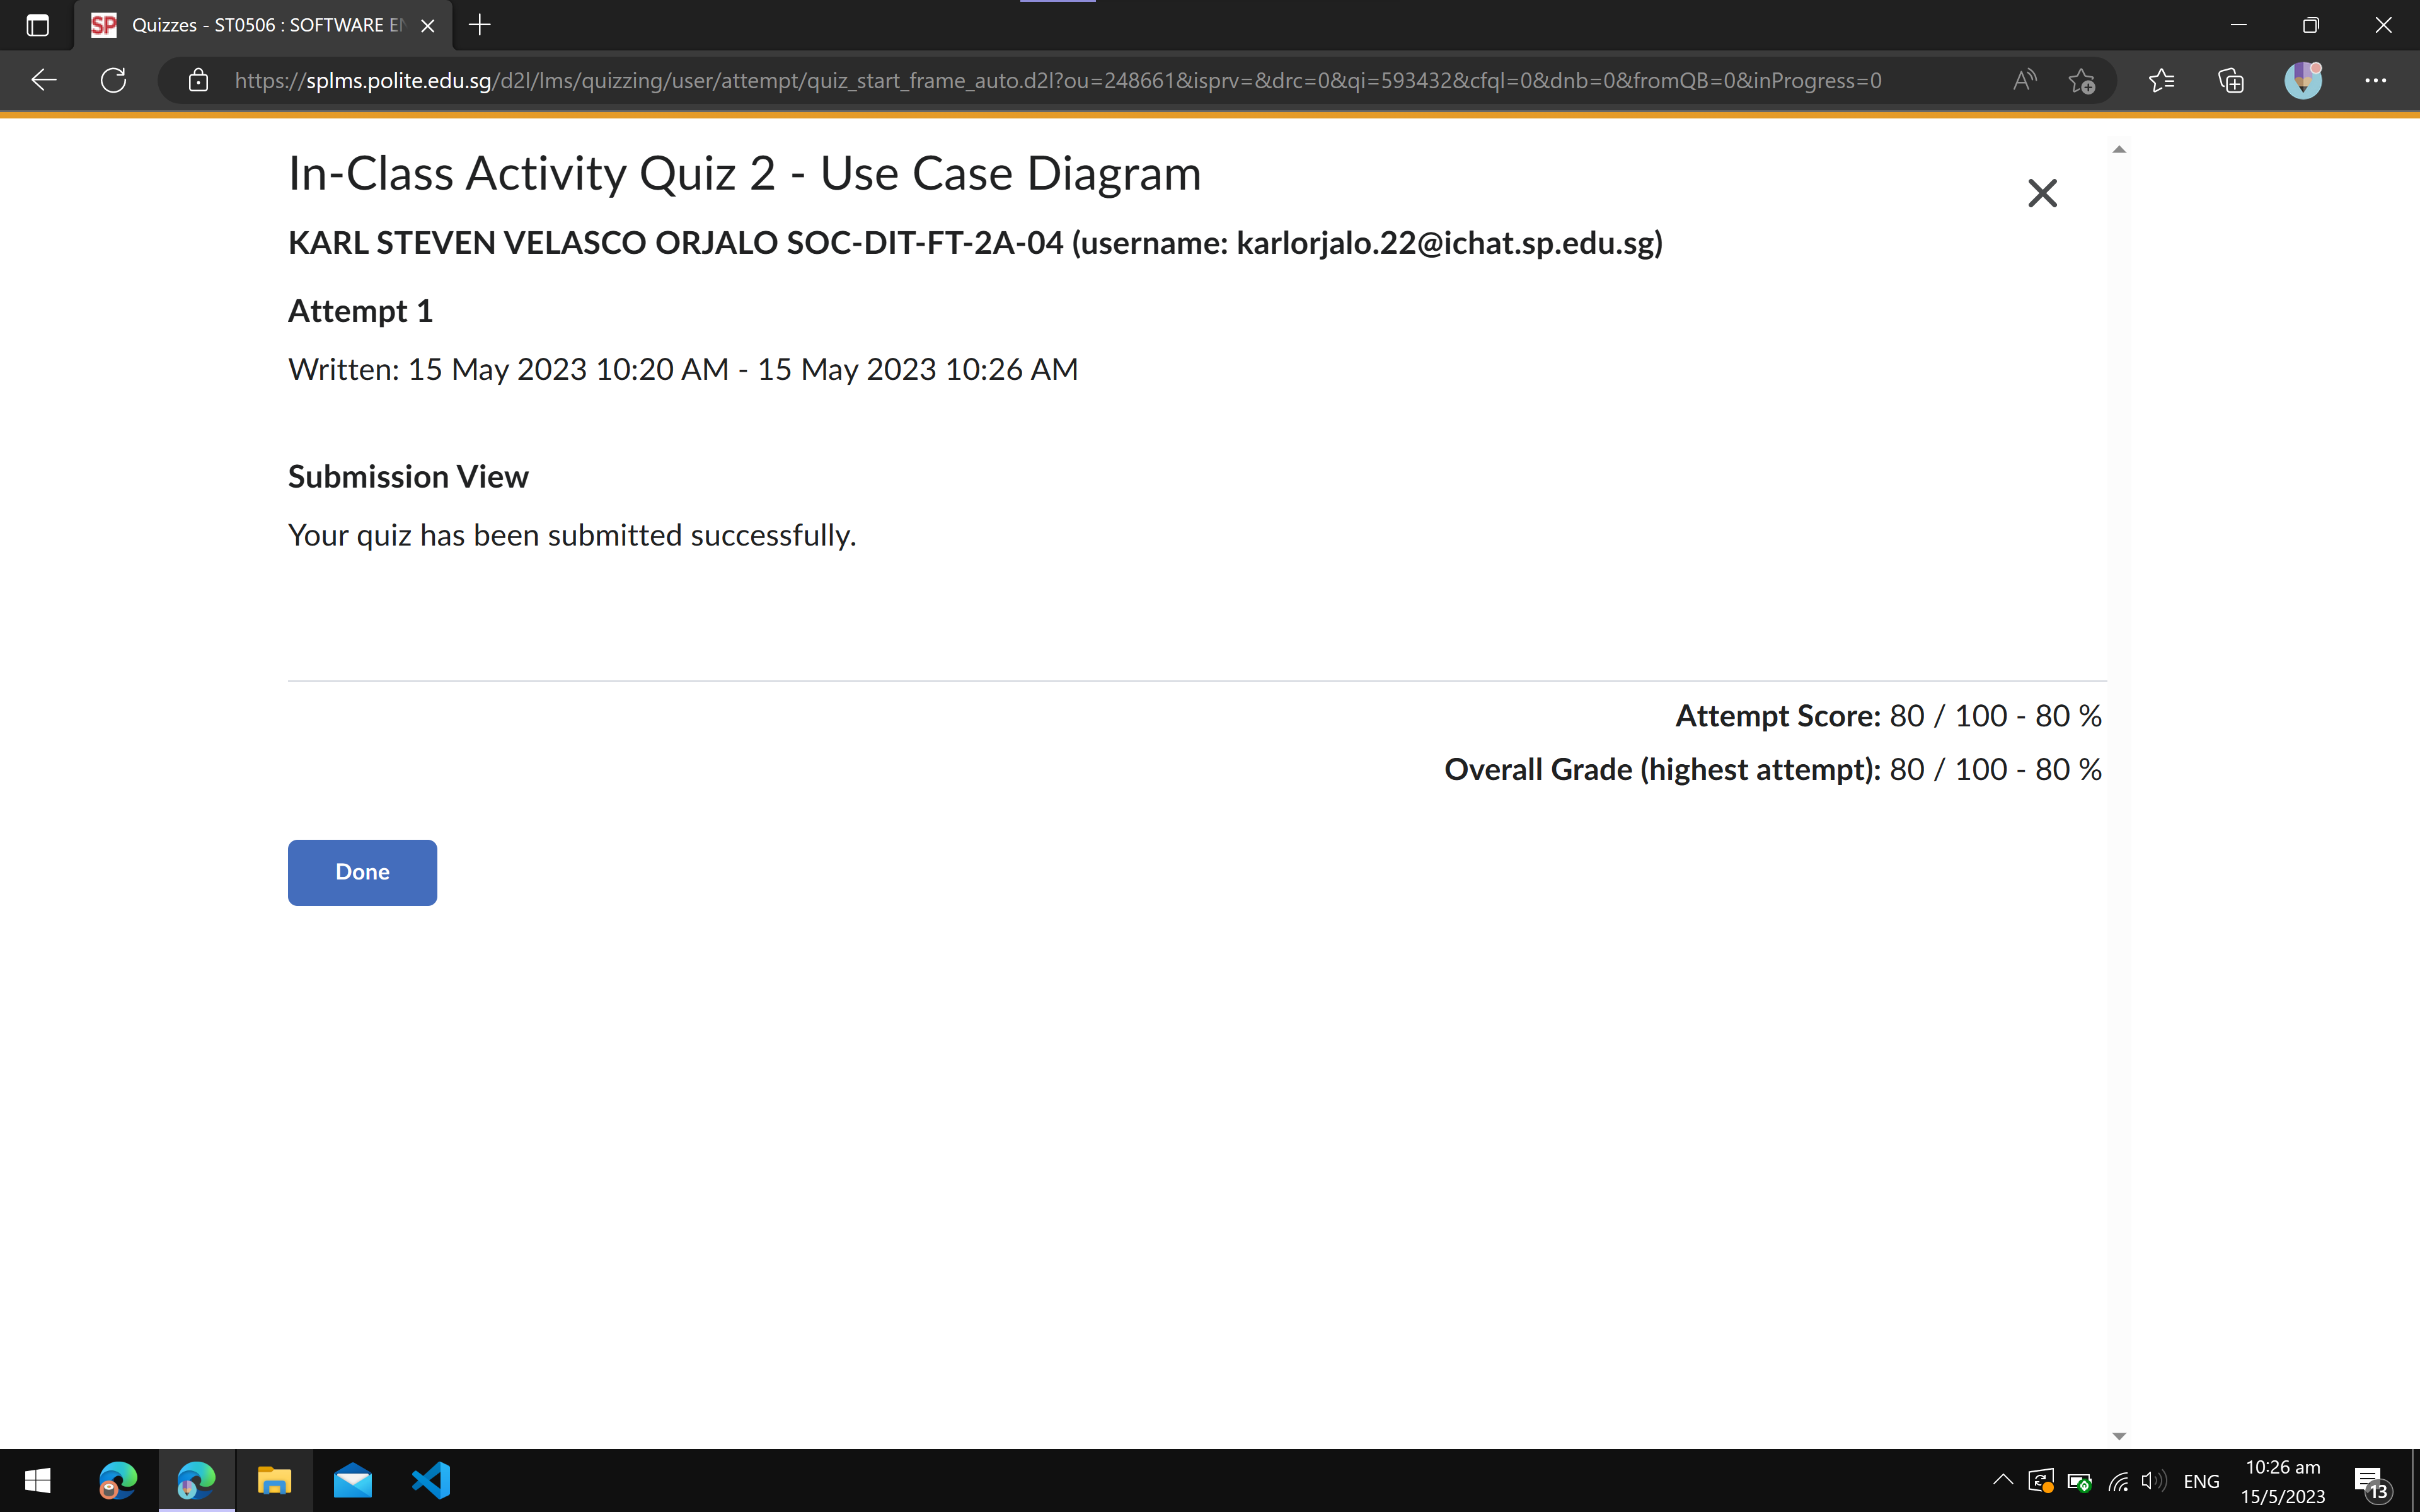 SP Quizzes - ST0506 : SOFTWARE EN
https://splms.polite.edu.sg/d2l/lms/quizzing/user/attempt/quiz_start_frame_auto.d2l?ou=248661&isprv=&drc=0&qi=593432&cfql=0&dnb=0&fromQB=0&inProgress=0
In-Class Activity Quiz 2 - Use Case Diagram
KARL STEVEN VELASCO ORJALO SOC-DIT-FT-2A-04 (username: karlorjalo.22@ichat.sp.edu.sg)
Attempt 1
Written: 15 May 2023 10:20 AM - 15 May 2023 10:26 AM
Submission View
Your quiz has been submitted successfully.
Attempt Score: 80 / 100 - 80 %
Overall Grade (highest attempt): 80 / 100 - 80 %
Done
ENG
10:26 am
15/5/2023
13